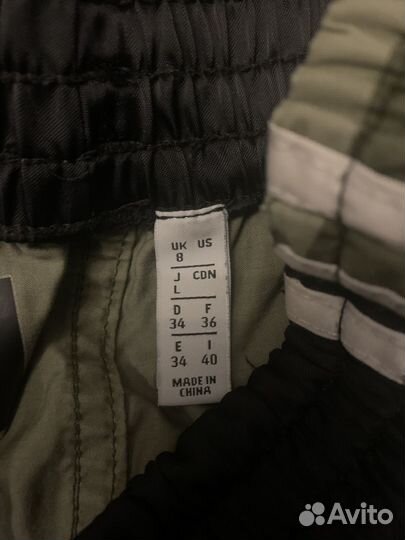 UK US
8
J CDN
L
D F
34 36
E I
34 40
MADE IN
CHINA
Avito